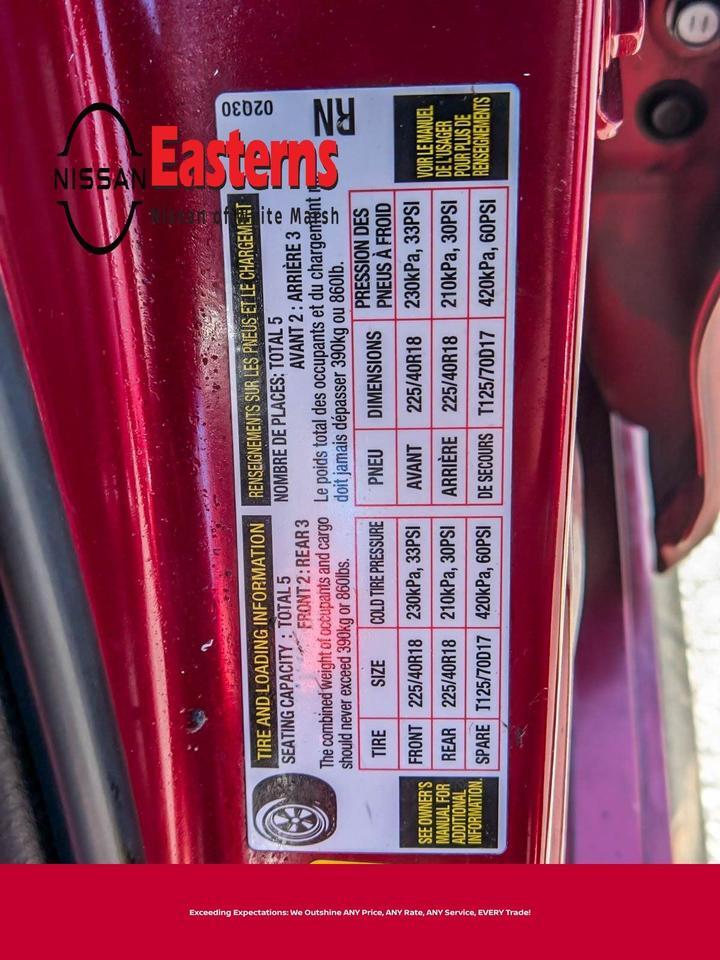 NISSAN
Easterns
Nissan of White Marsh
TIRE AND LOADING INFORMATION
SEATING CAPACITY : TOTAL 5
FRONT 2 : REAR 3
The combined weight of occupants and cargo
should never exceed 390kg or 860lbs.
TIRE SIZE COLD TIRE PRESSURE
FRONT 225/40R18 230kPa, 33PSI
REAR 225/40R18 210kPa, 30PSI
SPARE T125/70D17 420kPa, 60PSI
SEE OWNER'S
MANUAL FOR
ADDITIONAL
INFORMATION.
RENSEIGNEMENTS SUR LES PNEUS ET LE CHARGEMENT
NOMBRE DE PLACES: TOTAL 5
AVANT 2 : ARRIÈRE 3
Le poids total des occupants et du chargement
doit jamais dépasser 390kg ou 860lb.
PNEU DIMENSIONS PRESSION DES
PNEUS À FROID
AVANT 225/40R18 230kPa, 33PSI
ARRIÈRE 225/40R18 210kPa, 30PSI
DE SECOURS T125/70D17 420kPa, 60PSI
VOIR LE MANUEL
DE L'USAGER
POUR PLUS DE
RENSEIGNEMENTS
02Q30
RN
Exceeding Expectations: We Outshine ANY Price, ANY Rate, ANY Service, EVERY Trade!